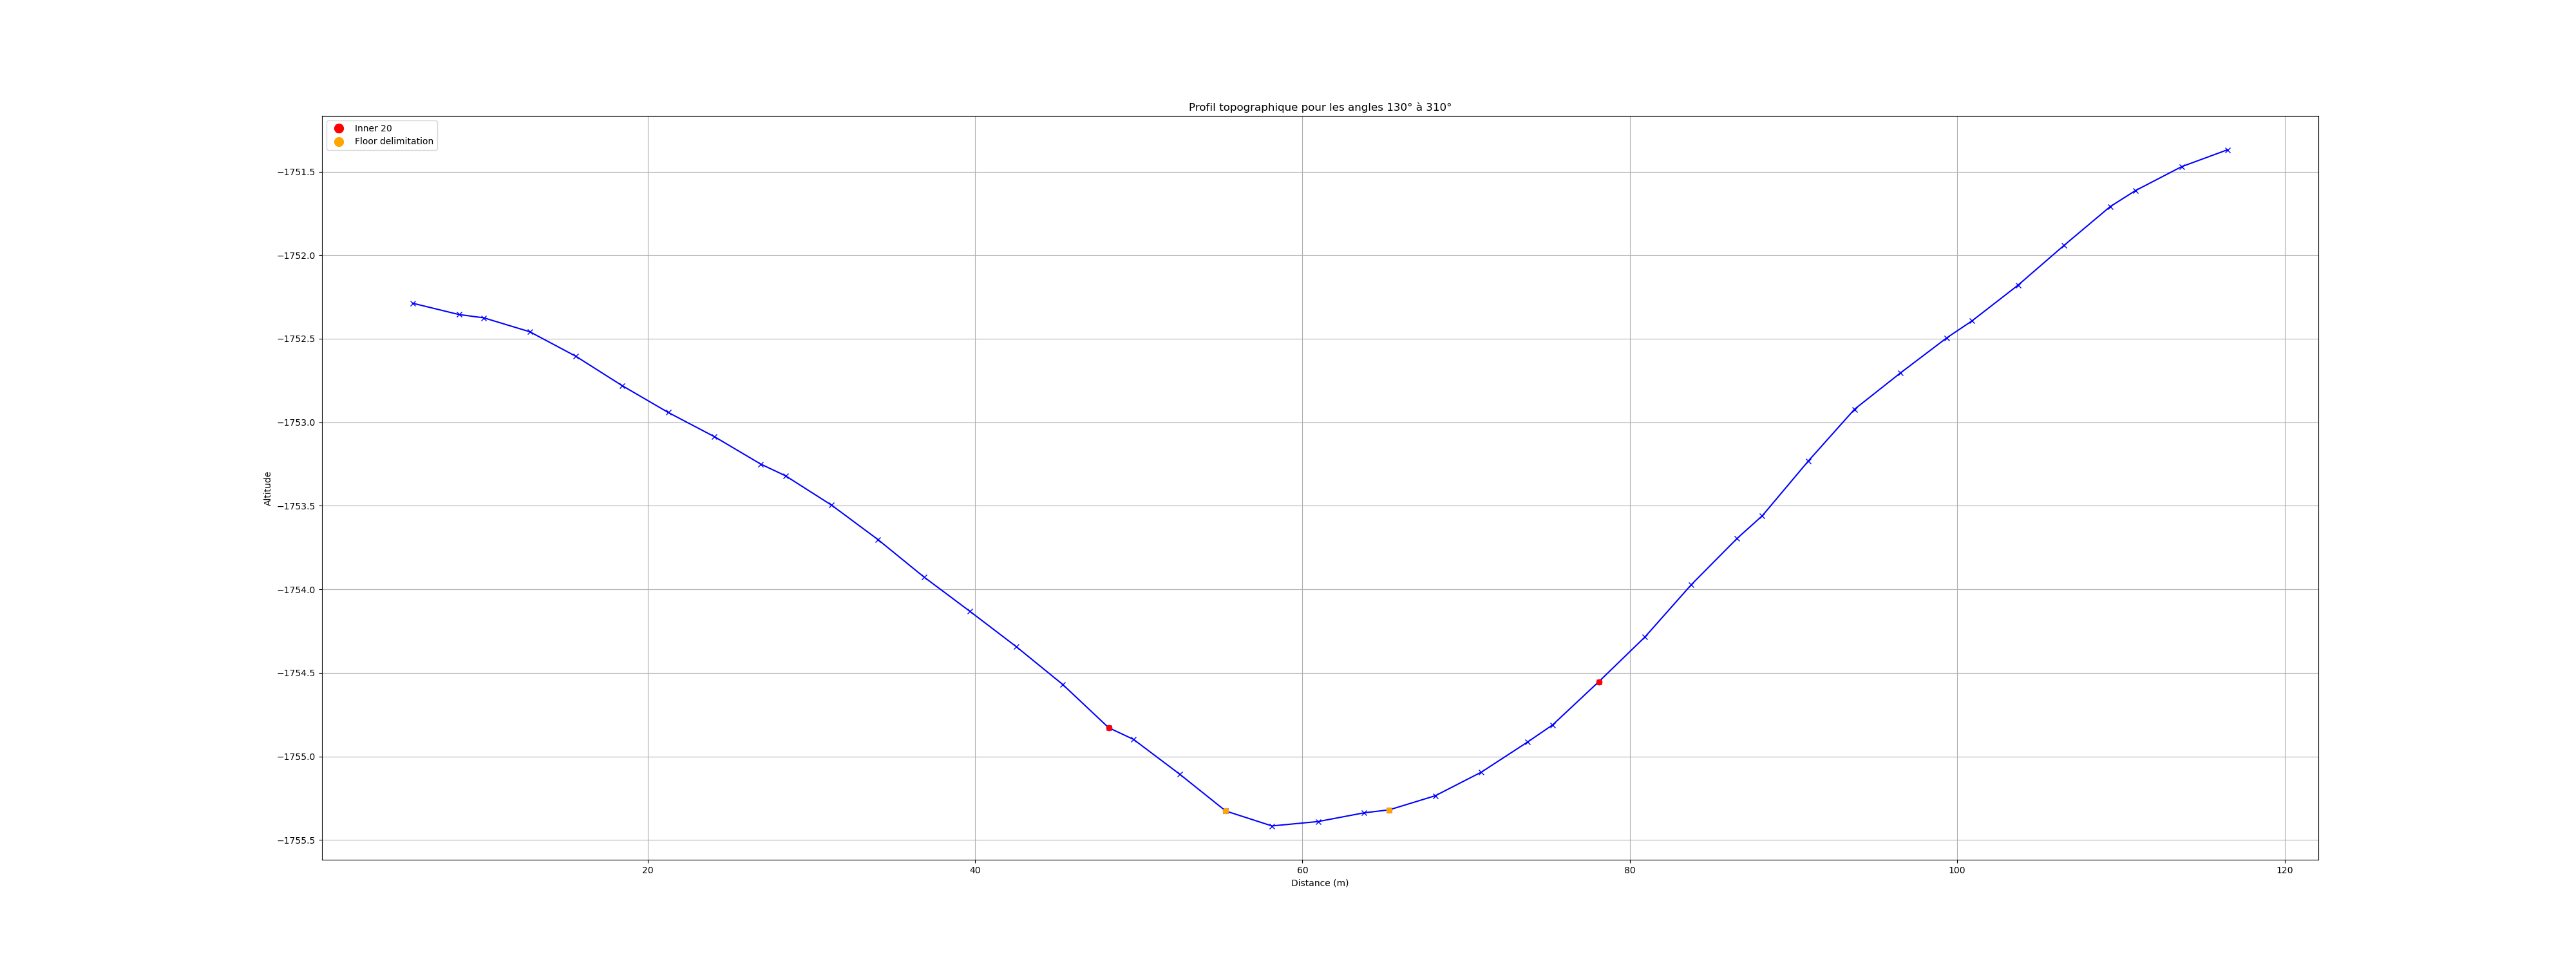 Profil topographique pour les angles 130° à 310°
Inner 20
Floor delimitation
−1751.5
−1752.0
−1752.5
−1753.0
−1753.5
−1754.0
−1754.5
−1755.0
−1755.5
Altitude
20 40 60 80 100 120
Distance (m)